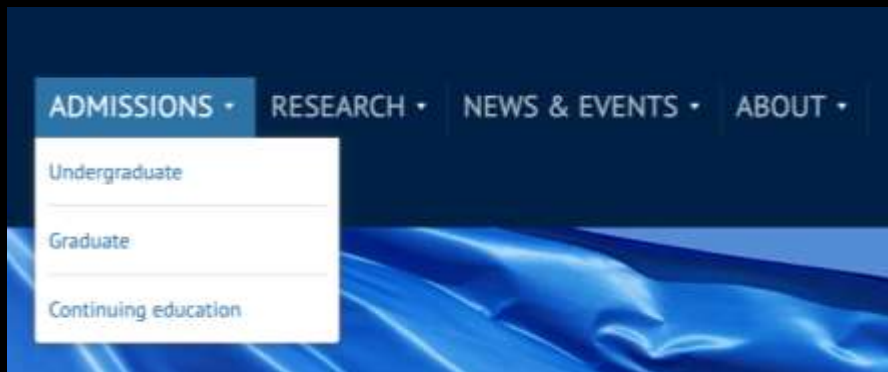 ADMISSIONS RESEARCH NEWS & EVENTS ABOUT
Undergraduate
Graduate
Continuing education